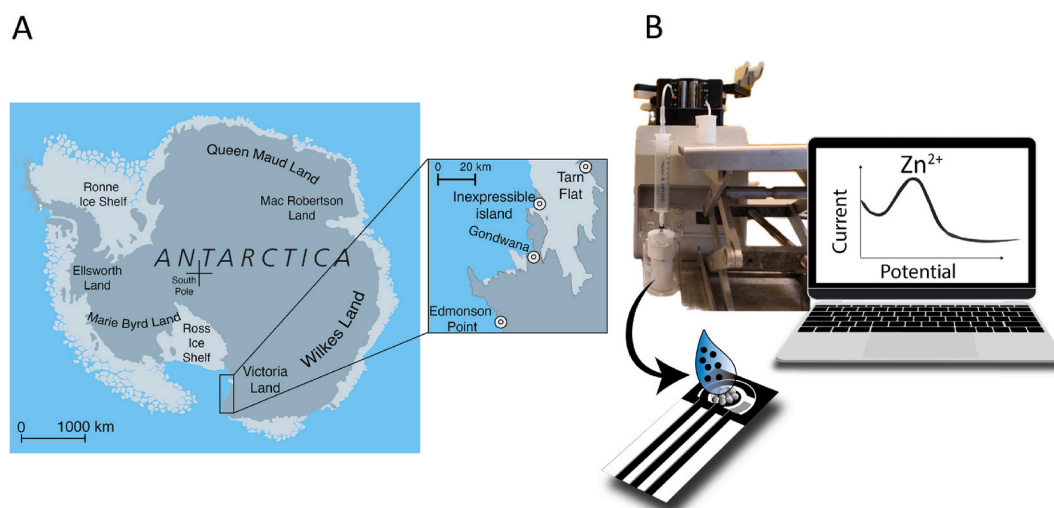 A
Queen Maud Land
Ronne
Ice Shelf
Mac Robertson
Land
ANTARCTICA
South
Pole
Ellsworth
Land
Marie Byrd Land
Ross
Ice
Shelf
Wilkes Land
Victoria
Land
0 1000 km
0 20 km
Tarn
Flat
Inexpressible
island
Gondwana
Edmonson
Point
B
Zn²⁺
Current
Potential